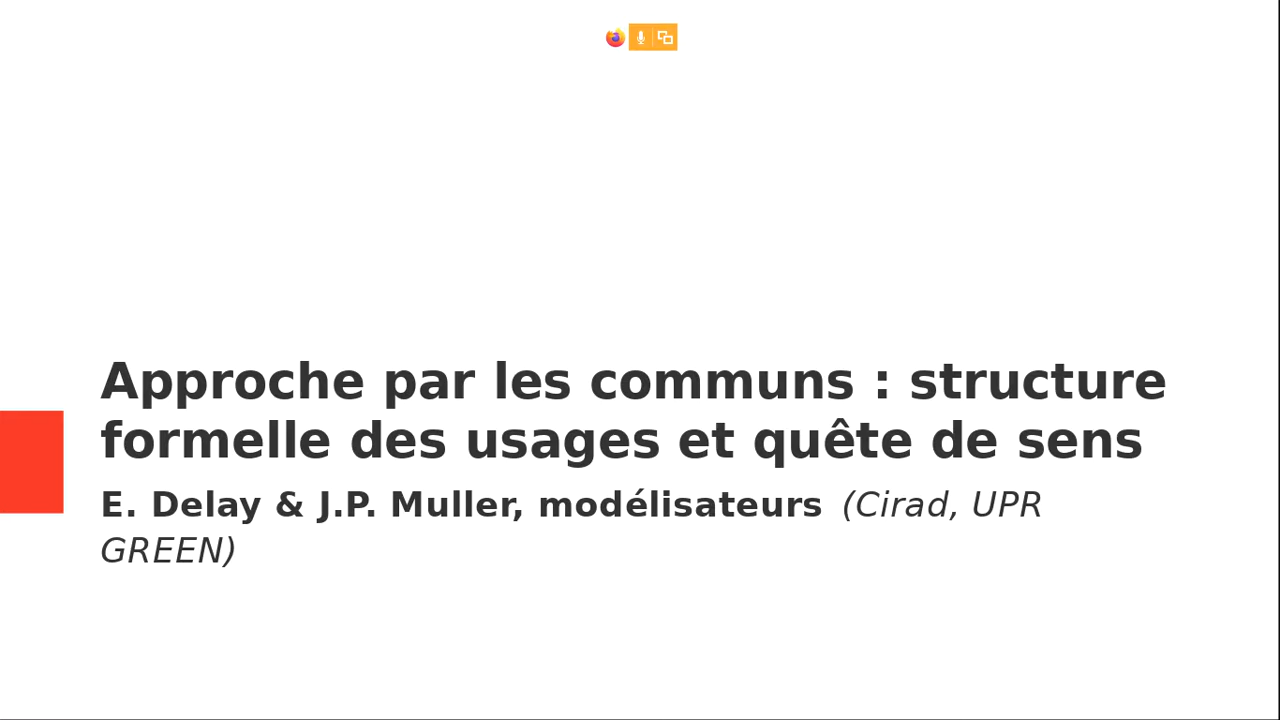 Approche par les communs : structure
formelle des usages et quête de sens
E. Delay & J.P. Muller, modélisateurs (Cirad, UPR
GREEN)